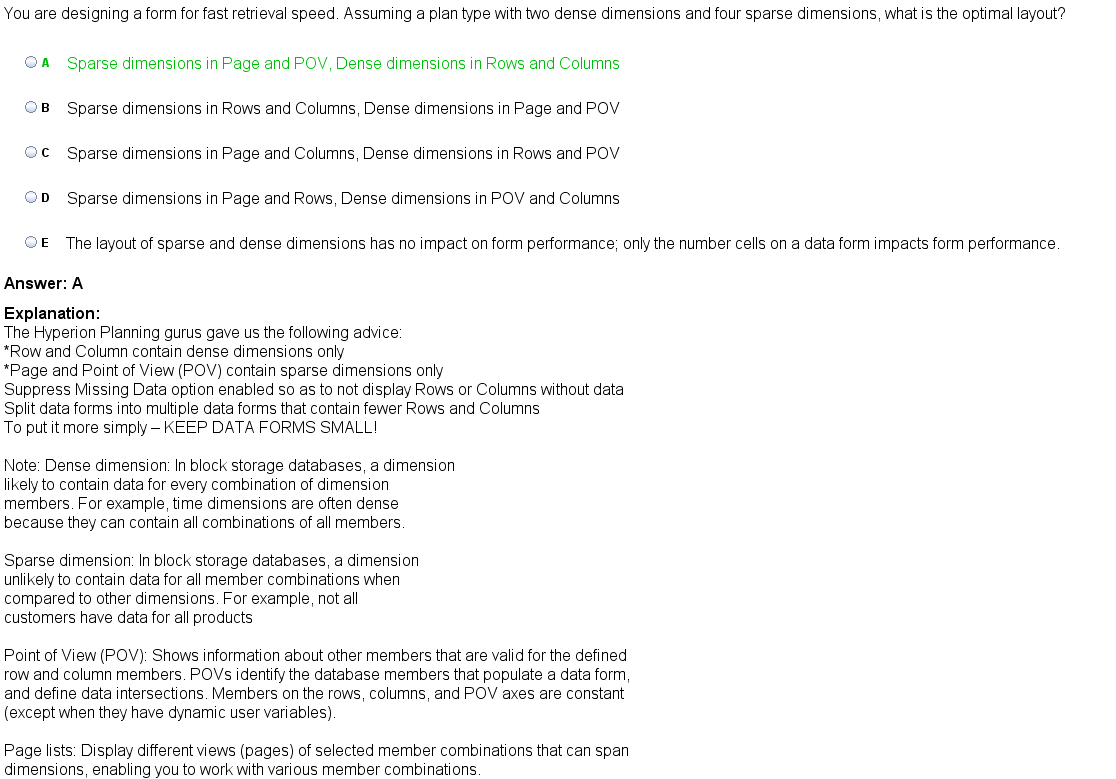 You are designing a form for fast retrieval speed. Assuming a plan type with two dense dimensions and four sparse dimensions, what is the optimal layout?
A Sparse dimensions in Page and POV, Dense dimensions in Rows and Columns
B Sparse dimensions in Rows and Columns, Dense dimensions in Page and POV
C Sparse dimensions in Page and Columns, Dense dimensions in Rows and POV
D Sparse dimensions in Page and Rows, Dense dimensions in POV and Columns
E The layout of sparse and dense dimensions has no impact on form performance; only the number cells on a data form impacts form performance.
Answer: A
Explanation:
The Hyperion Planning gurus gave us the following advice:
*Row and Column contain dense dimensions only
*Page and Point of View (POV) contain sparse dimensions only
Suppress Missing Data option enabled so as to not display Rows or Columns without data
Split data forms into multiple data forms that contain fewer Rows and Columns
To put it more simply – KEEP DATA FORMS SMALL!
Note: Dense dimension: In block storage databases, a dimension
likely to contain data for every combination of dimension
members. For example, time dimensions are often dense
because they can contain all combinations of all members.
Sparse dimension: In block storage databases, a dimension
unlikely to contain data for all member combinations when
compared to other dimensions. For example, not all
customers have data for all products
Point of View (POV): Shows information about other members that are valid for the defined
row and column members. POVs identify the database members that populate a data form,
and define data intersections. Members on the rows, columns, and POV axes are constant
(except when they have dynamic user variables).
Page lists: Display different views (pages) of selected member combinations that can span
dimensions, enabling you to work with various member combinations.